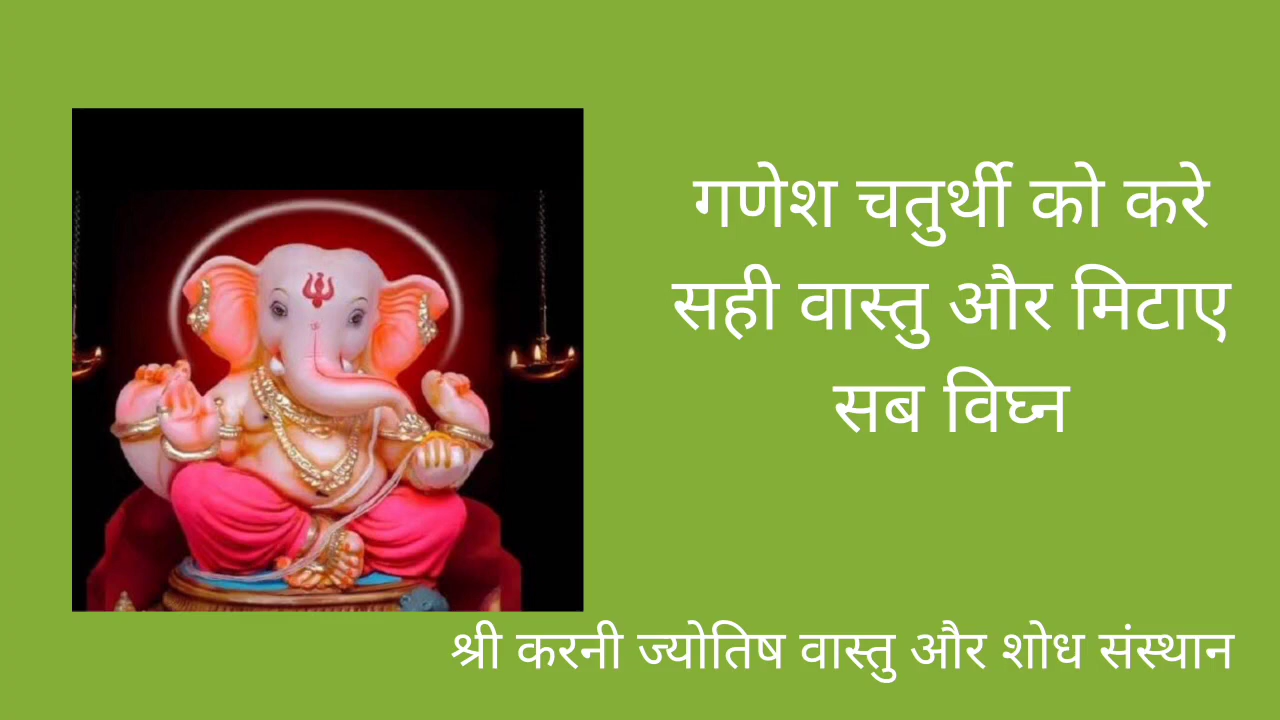 गणेश चतुर्थी को करे
सही वास्तु और मिटाए
सब विघ्न
श्री करनी ज्योतिष वास्तु और शोध संस्थान